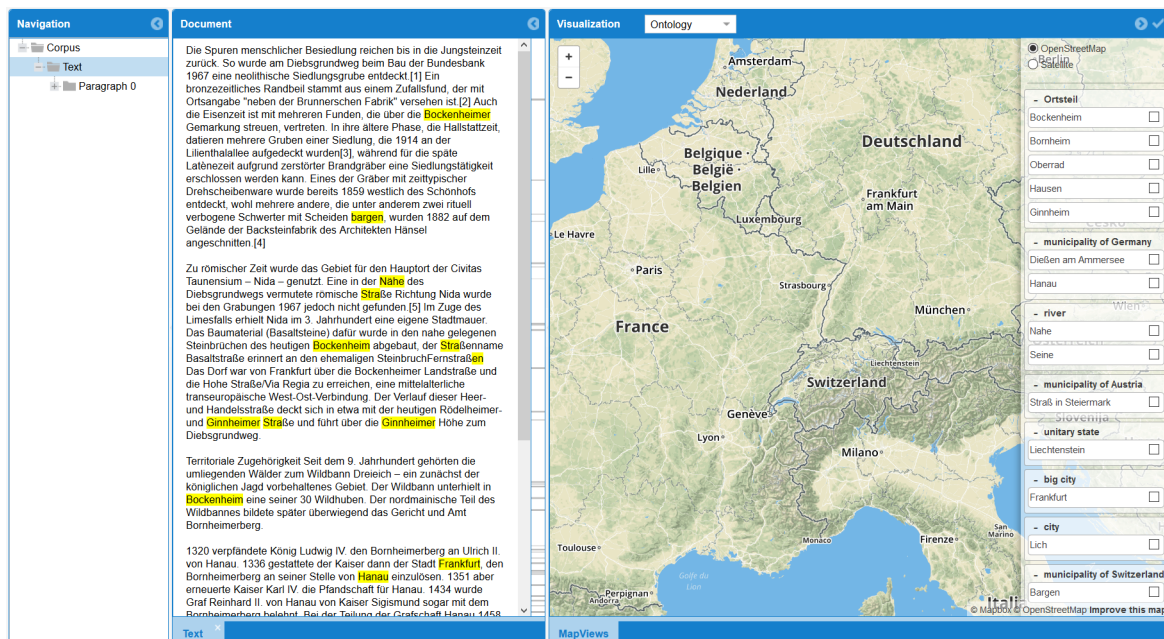 Navigation
Corpus
Text
Paragraph 0
Document
Die Spuren menschlicher Besiedlung reichen bis in die Jungsteinzeit
zurück. So wurde am Diebsgrundweg beim Bau der Bundesbank
1967 eine neolithische Siedlungsgrube entdeckt.[1] Ein
bronzezeitliches Randbeil stammt aus einem Zufallsfund, der mit
Ortsangabe "neben der Brunnerschen Fabrik" versehen ist.[2] Auch
die Eisenzeit ist mit mehreren Funden, die über die Bockenheimer
Gemarkung streuen, vertreten. In ihre ältere Phase, die Hallstattzeit,
datieren mehrere Gruben einer Siedlung, die 1914 an der
Lilienthalallee aufgedeckt wurden[3], während für die späte
Latènezeit aufgrund zerstörter Brandgräber eine Siedlungstätigkeit
erschlossen werden kann. Eines der Gräber mit zeittypischer
Drehscheibenware wurde bereits 1859 westlich des Schönhofs
entdeckt, wohl mehrere andere, die unter anderem zwei rituell
verbogene Schwerter mit Scheiden bargen, wurden 1882 auf dem
Gelände der Backsteinfabrik des Architekten Hänsel
angeschnitten.[4]
Zu römischer Zeit wurde das Gebiet für den Hauptort der Civitas
Taunensium – Nida – genutzt. Eine in der Nähe des
Diebsgrundwegs vermutete römische Straße Richtung Nida wurde
bei den Grabungen 1967 jedoch nicht gefunden.[5] Im Zuge des
Limesfalls erhielt Nida im 3. Jahrhundert eine eigene Stadtmauer.
Das Baumaterial (Basaltsteine) dafür wurde in den nahe gelegenen
Steinbrüchen des heutigen Bockenheim abgebaut, der Straßenname
Basaltstraße erinnert an den ehemaligen SteinbruchFernstraßen
Das Dorf war von Frankfurt über die Bockenheimer Landstraße und
die Hohe Straße/Via Regia zu erreichen, eine mittelalterliche
transeuropäische West-Ost-Verbindung. Der Verlauf dieser Heer-
und Handelsstraße deckt sich in etwa mit der heutigen Rödelheimer-
und Ginnheimer Straße und führt über die Ginnheimer Höhe zum
Diebsgrundweg.
Territoriale Zugehörigkeit Seit dem 9. Jahrhundert gehörten die
umliegenden Wälder zum Wildbann Dreieich – ein zunächst der
königlichen Jagd vorbehaltenes Gebiet. Der Wildbann unterhielt in
Bockenheim eine seiner 30 Wildhuben. Der nordmainische Teil des
Wildbannes bildete später überwiegend das Gericht und Amt
Bornheimerberg.
1320 verpfändete König Ludwig IV. den Bornheimerberg an Ulrich II.
von Hanau. 1336 gestattete der Kaiser dann der Stadt Frankfurt, den
Bornheimerberg an seiner Stelle von Hanau einzulösen. 1351 aber
erneuerte Kaiser Karl IV. die Pfandschaft für Hanau. 1434 wurde
Graf Reinhard II. von Hanau von Kaiser Sigismund sogar mit dem
Bornheimerberg belehnt. Bei der Teilung der Grafschaft Hanau 1458
Text
Visualization
Ontology
+
−
Amsterdam
Nederland
Deutschland
Belgique ·
België ·
Belgien
Lille
Frankfurt
am Main
Luxembourg
Le Havre
Paris
Strasbourg
München
France
Liechtenstein
Switzerland
Genève
Lyon
Milano
San
Marino
Monaco
Firenze
Toulouse
Golfe du
Lion
Perpignan
Andorra
Berlin
Česko
Wien
Österreich
Slovenija
Italia
OpenStreetMap
Satellite
- Ortsteil
Bockenheim
Bornheim
Oberrad
Hausen
Ginnheim
- municipality of Germany
Dießen am Ammersee
Hanau
- river
Nahe
Seine
- municipality of Austria
Straß in Steiermark
- unitary state
Liechtenstein
- big city
Frankfurt
- city
Lich
- municipality of Switzerland
Bargen
© Mapbox © OpenStreetMap Improve this map
MapViews